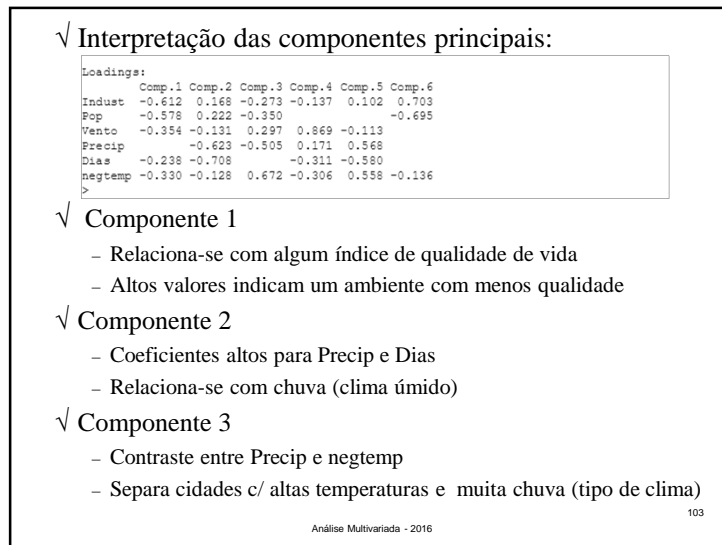 √ Interpretação das componentes principais:
Loadings:
Comp.1 Comp.2 Comp.3 Comp.4 Comp.5 Comp.6
Indust -0.612 0.168 -0.273 -0.137 0.102 0.703
Pop -0.578 0.222 -0.350 -0.695
Vento -0.354 -0.131 0.297 0.869 -0.113
Precip -0.623 -0.505 0.171 0.568
Dias -0.238 -0.708 -0.311 -0.580
negtemp -0.330 -0.128 0.672 -0.306 0.558 -0.136
>
√ Componente 1
– Relaciona-se com algum índice de qualidade de vida
– Altos valores indicam um ambiente com menos qualidade
√ Componente 2
– Coeficientes altos para Precip e Dias
– Relaciona-se com chuva (clima úmido)
√ Componente 3
– Contraste entre Precip e negtemp
– Separa cidades c/ altas temperaturas e muita chuva (tipo de clima)
103
Análise Multivariada - 2016